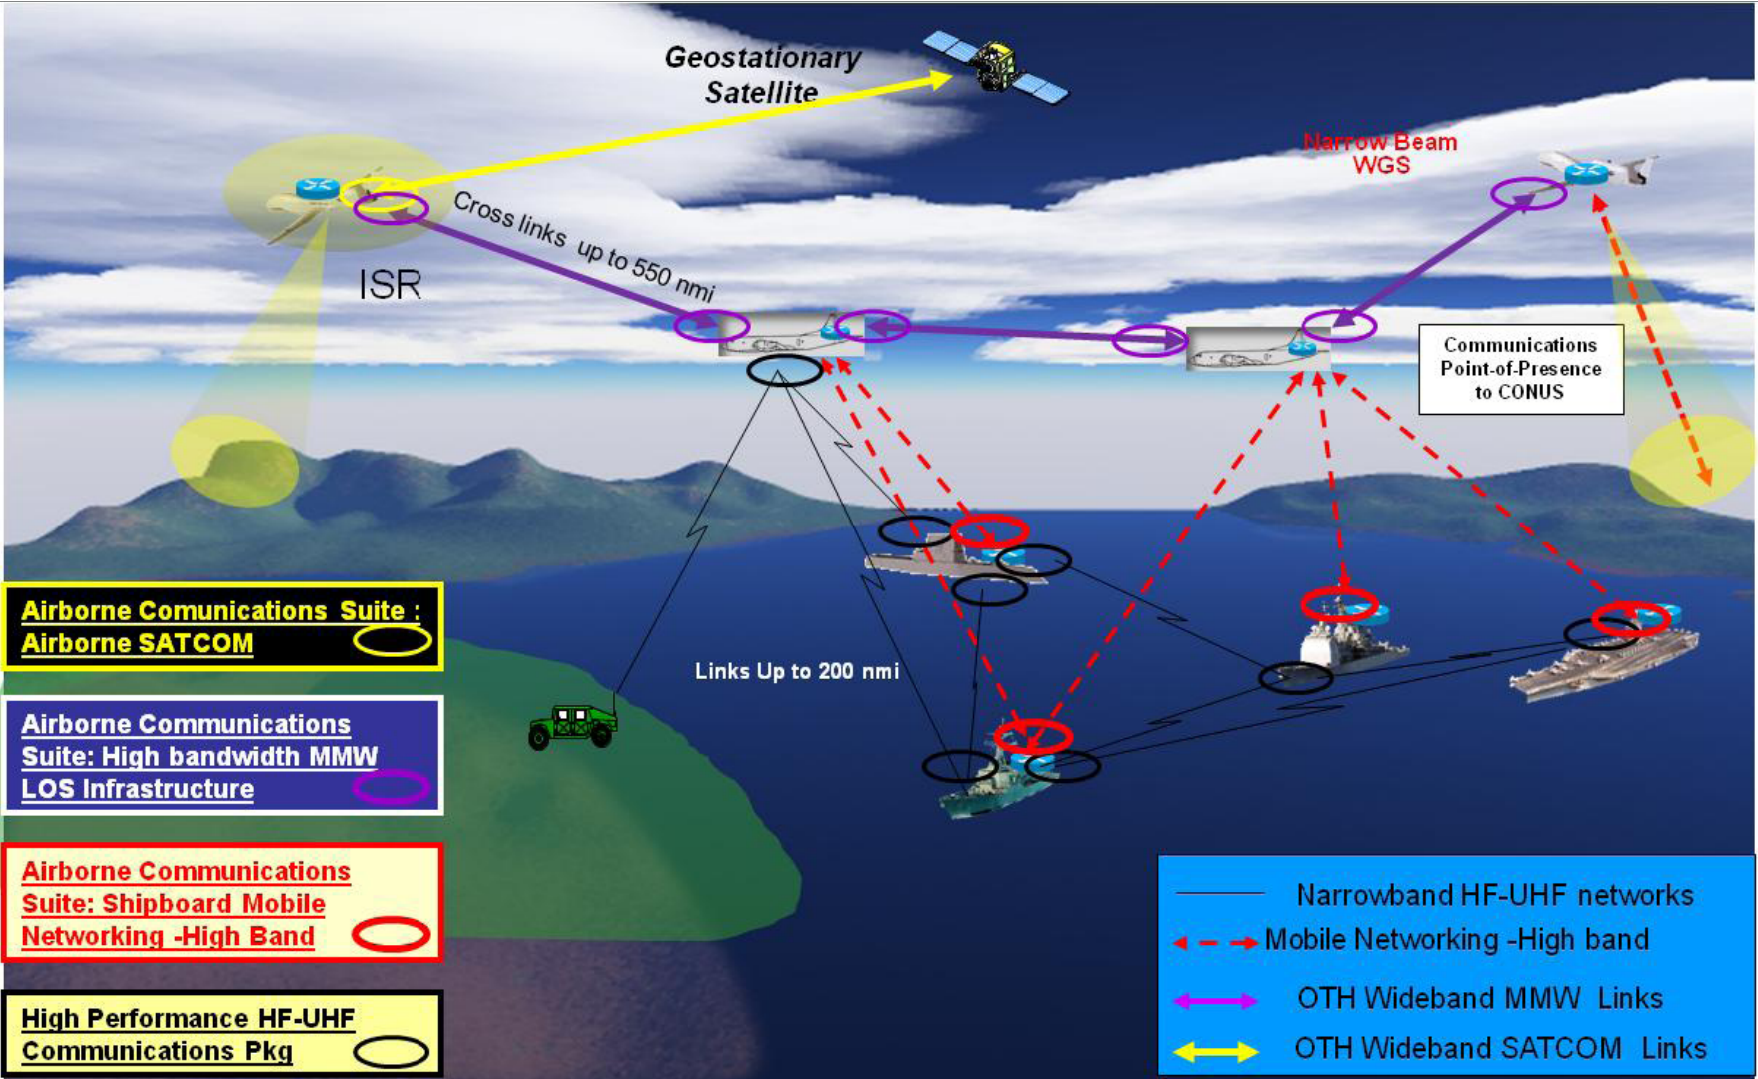 Geostationary
Satellite
Narrow Beam
WGS
Cross links up to 550 nmi
ISR
Communications
Point-of-Presence
to CONUS
Links Up to 200 nmi
Airborne Comunications Suite :
Airborne SATCOM
Airborne Communications
Suite: High bandwidth MMW
LOS Infrastructure
Airborne Communications
Suite: Shipboard Mobile
Networking -High Band
High Performance HF-UHF
Communications Pkg
Narrowband HF-UHF networks
Mobile Networking -High band
OTH Wideband MMW Links
OTH Wideband SATCOM Links